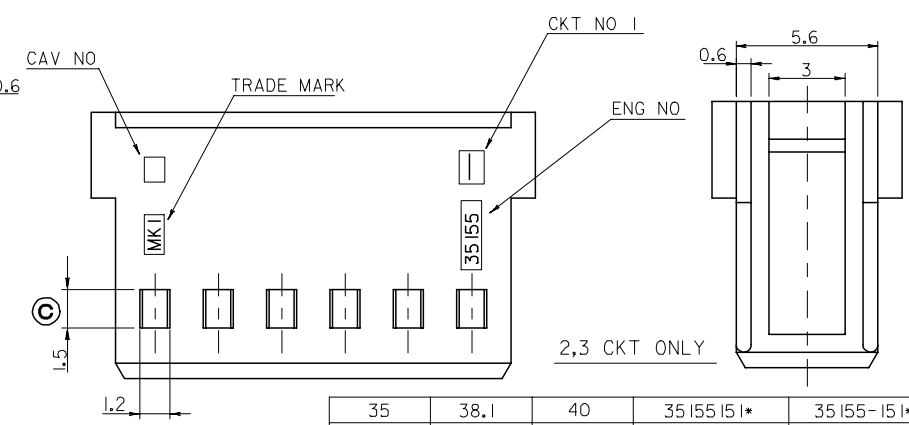 CKT NO 1
5.6
CAV NO
0.6
0.6
3
TRADE MARK
ENG NO
MK1
35155
C
1.5
2,3 CKT ONLY
1.2
35 38.1 40 35155151* 35155-151*